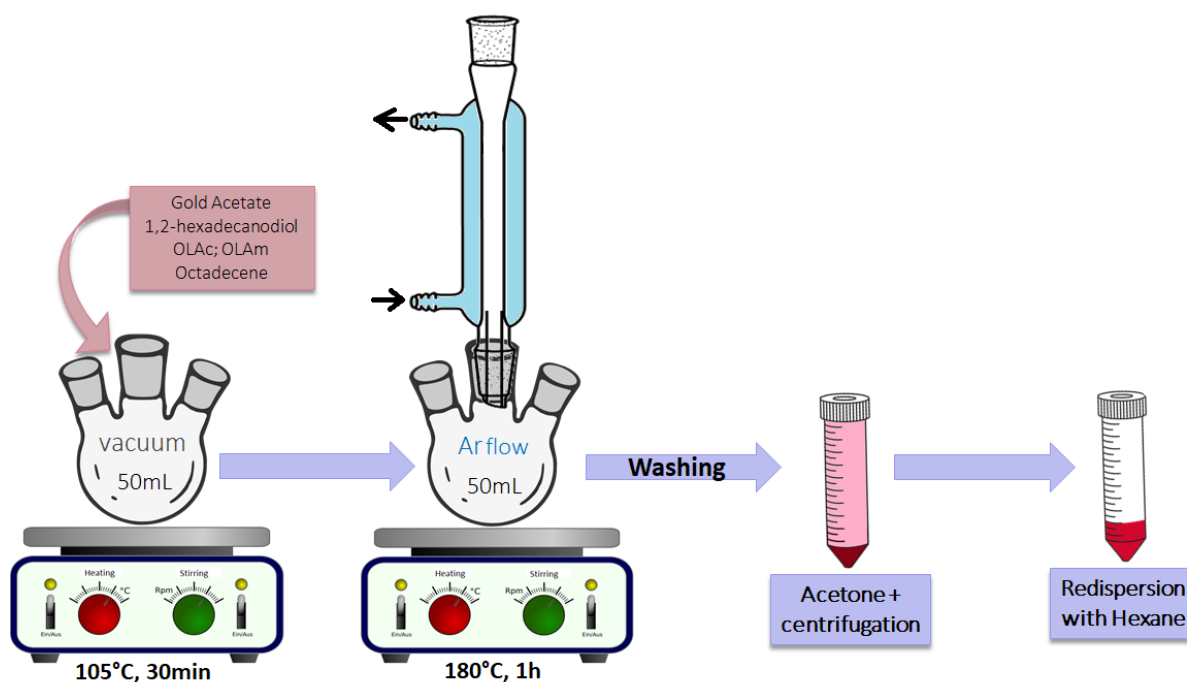 Gold Acetate
1,2-hexadecanodiol
OLAc; OLAm
Octadecene
vacuum
50mL
Heating
Stirring
°C
Rpm
Ein/Aus
Ein/Aus
105°C, 30min
Ar flow
50mL
Heating
Stirring
°C
Rpm
Ein/Aus
Ein/Aus
180°C, 1h
Washing
Acetone +
centrifugation
Redispersion
with Hexane